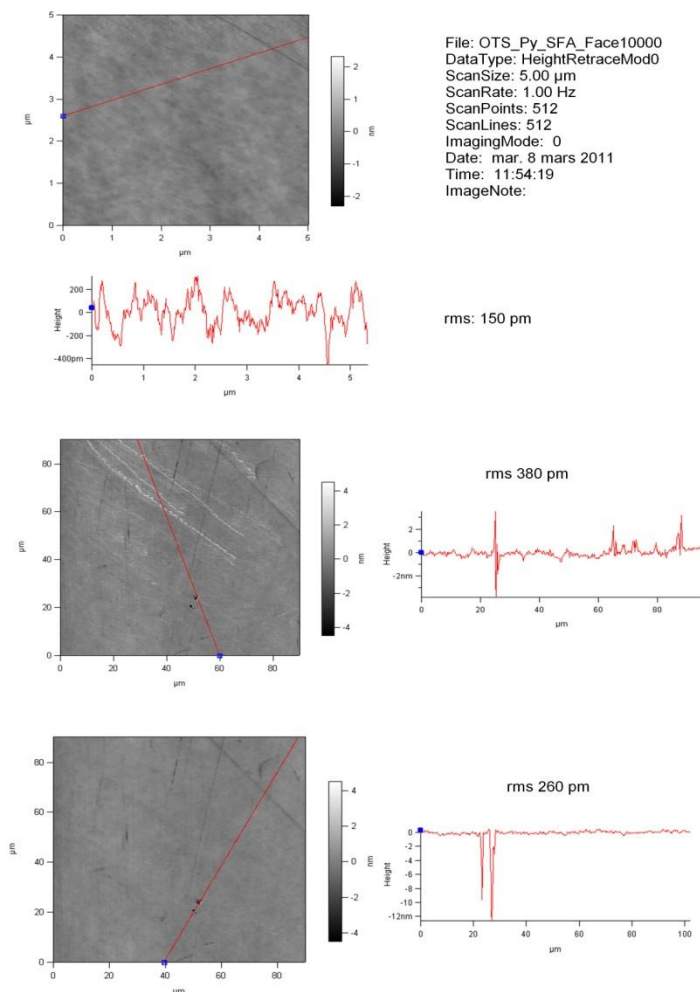 File: OTS_Py_SFA_Face10000
DataType: HeightRetraceMod0
ScanSize: 5.00 µm
ScanRate: 1.00 Hz
ScanPoints: 512
ScanLines: 512
ImagingMode: 0
Date: mar. 8 mars 2011
Time: 11:54:19
ImageNote:
5
4
3
2
1
0
µm
0 1 2 3 4 5
µm
2
1
0
-1
-2
nm
200
0
-200
-400pm
Height
0 1 2 3 4 5
µm
rms: 150 pm
80
60
40
20
0
µm
0 20 40 60 80
µm
4
2
0
-2
-4
nm
rms 380 pm
2
0
-2nm
Height
0 20 40 60 80
µm
80
60
40
20
0
µm
0 20 40 60 80
µm
4
2
0
-2
-4
nm
rms 260 pm
0
-2
-4
-6
-8
-10
-12nm
Height
0 20 40 60 80 100
µm